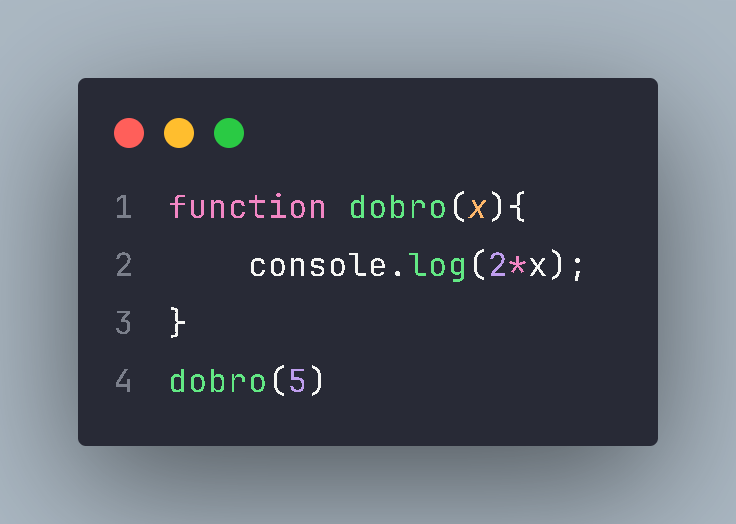 1 function dobro(x){
2     console.log(2*x);
3 }
4 dobro(5)